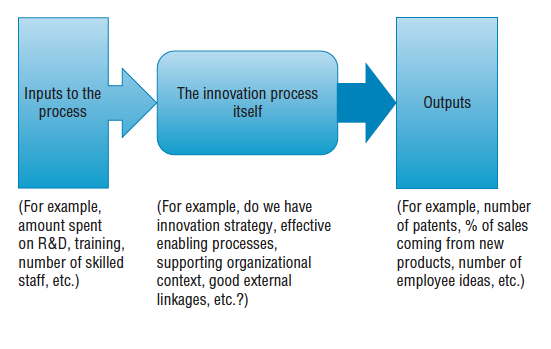 Inputs to the
process
The innovation process
itself
Outputs
(For example,
amount spent
on R&D, training,
number of skilled
staff, etc.)
(For example, do we have
innovation strategy, effective
enabling processes,
supporting organizational
context, good external
linkages, etc.?)
(For example, number
of patents, % of sales
coming from new
products, number of
employee ideas, etc.)